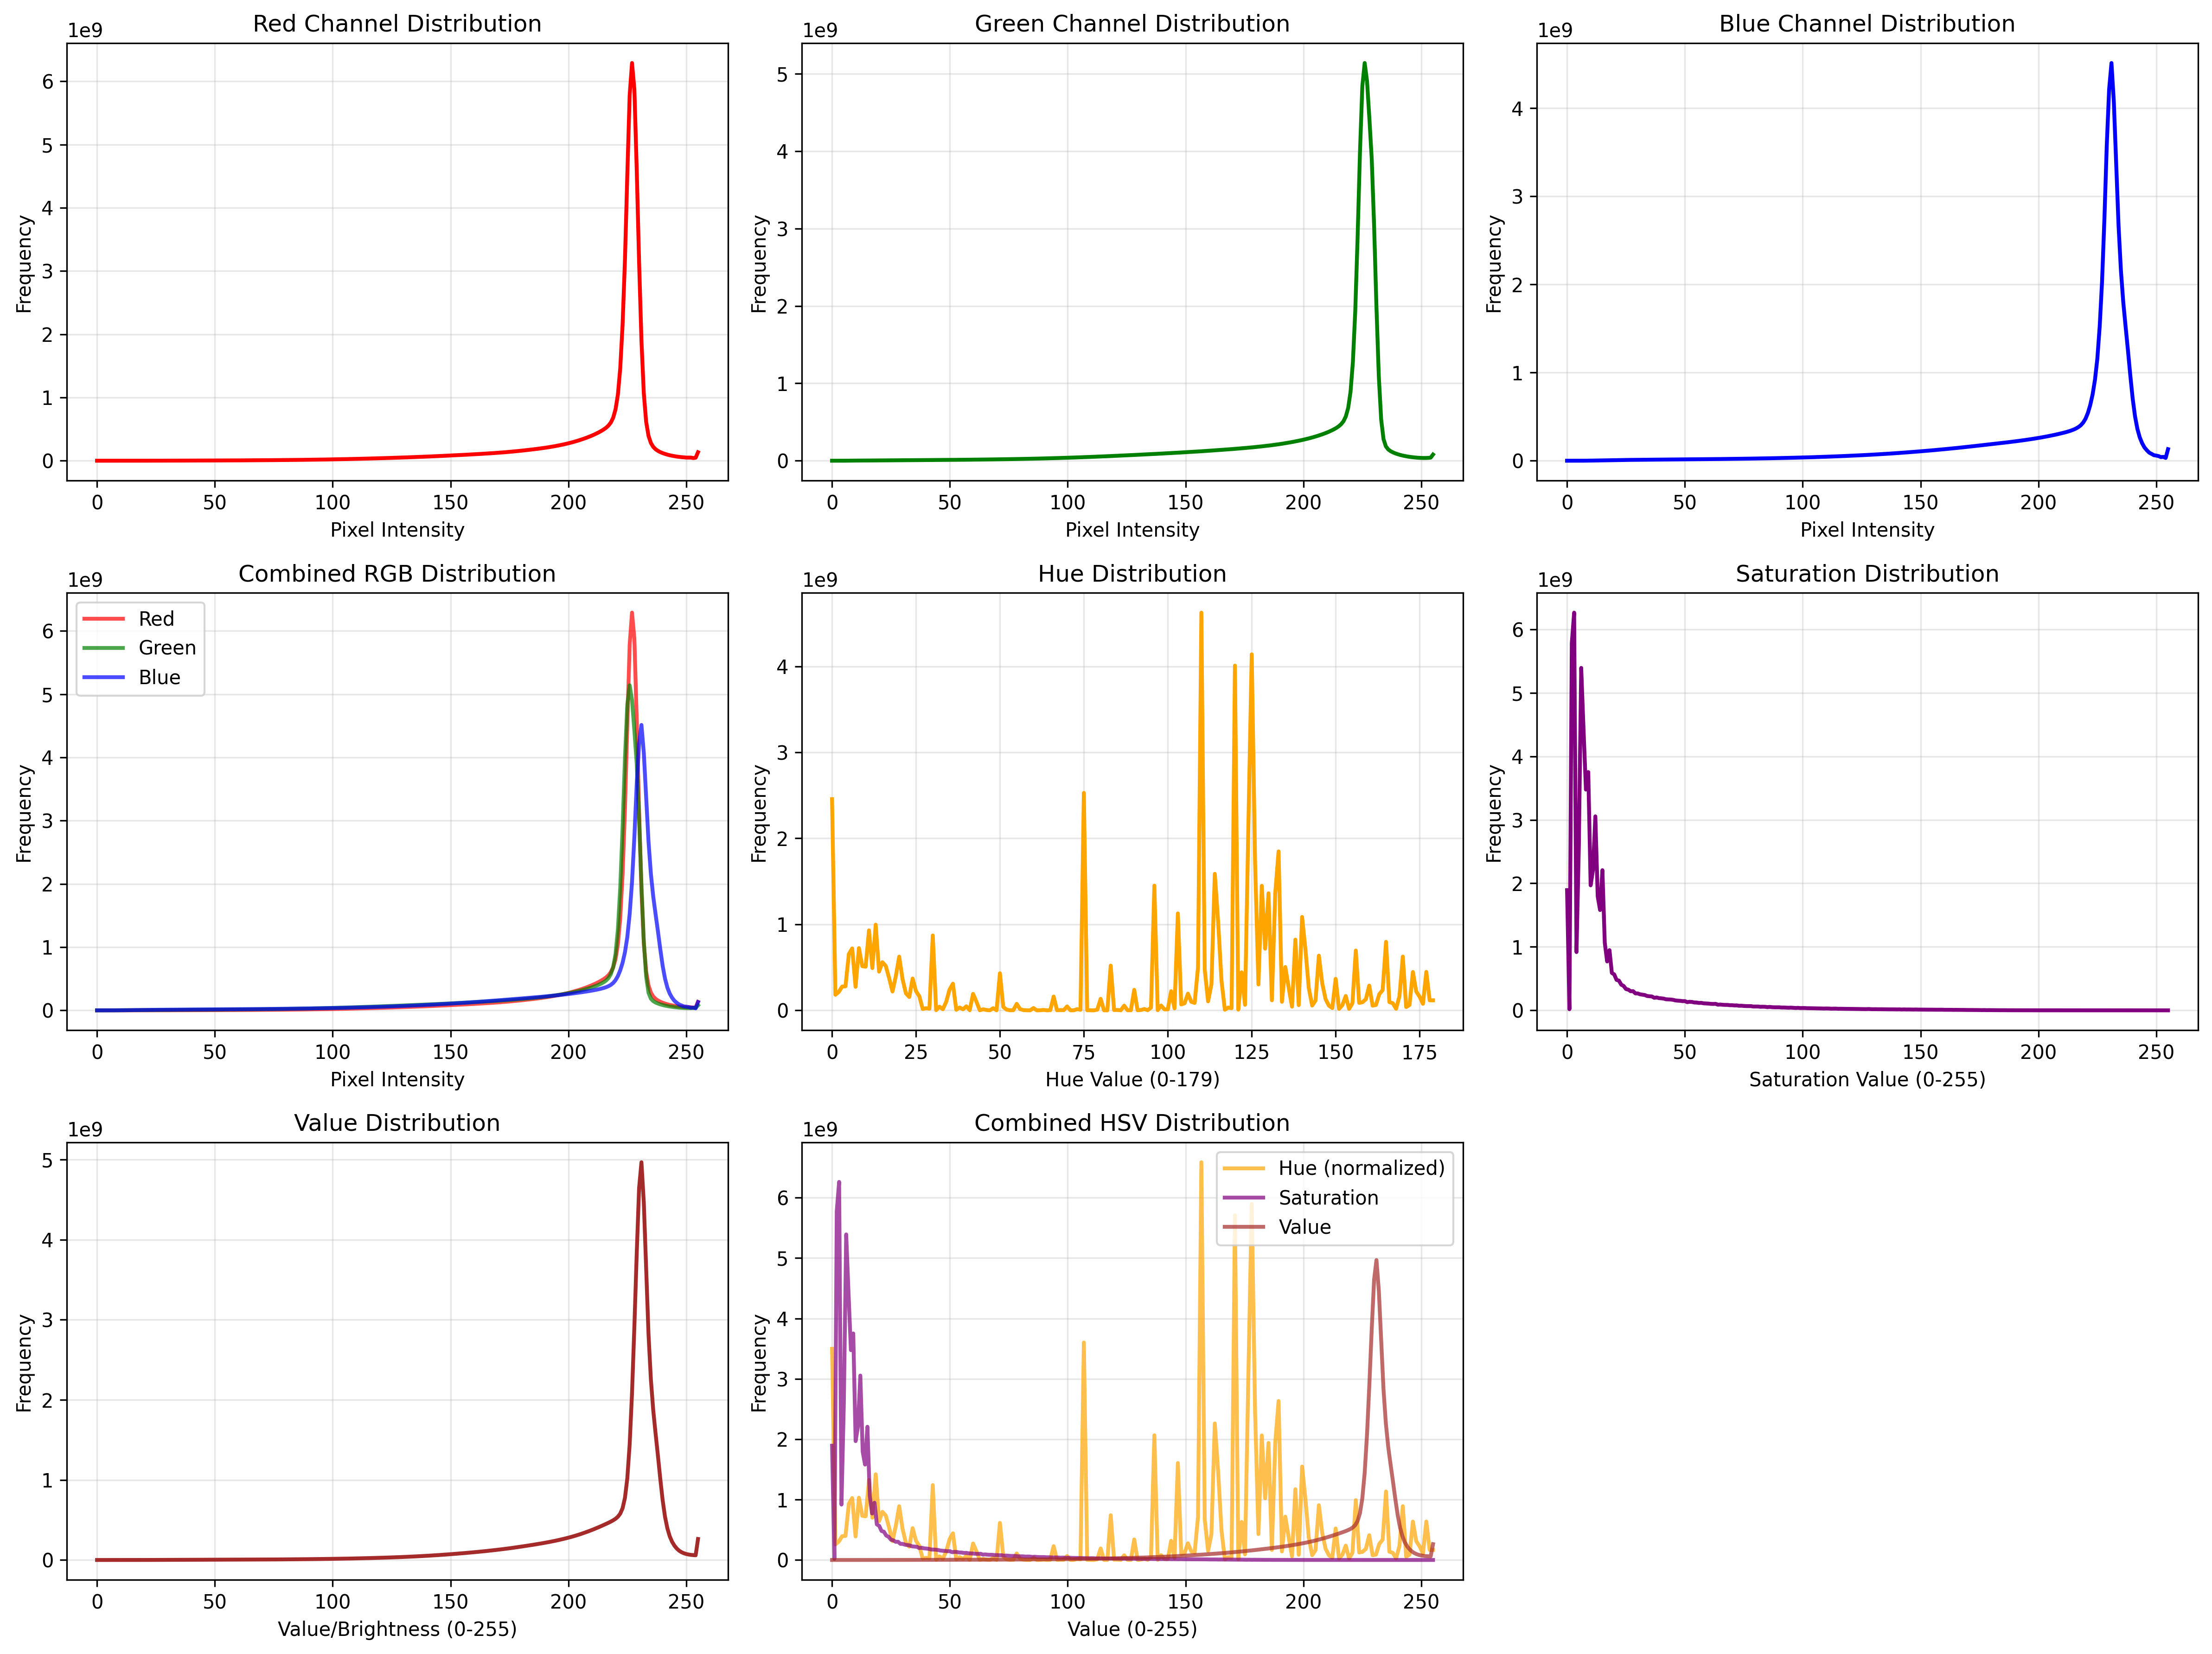 Red Channel Distribution
1e9
Frequency
6
5
4
3
2
1
0
0 50 100 150 200 250
Pixel Intensity
Green Channel Distribution
1e9
Frequency
5
4
3
2
1
0
0 50 100 150 200 250
Pixel Intensity
Blue Channel Distribution
1e9
Frequency
4
3
2
1
0
0 50 100 150 200 250
Pixel Intensity
Combined RGB Distribution
1e9
Red
Green
Blue
Frequency
6
5
4
3
2
1
0
0 50 100 150 200 250
Pixel Intensity
Hue Distribution
1e9
Frequency
4
3
2
1
0
0 25 50 75 100 125 150 175
Hue Value (0-179)
Saturation Distribution
1e9
Frequency
6
5
4
3
2
1
0
0 50 100 150 200 250
Saturation Value (0-255)
Value Distribution
1e9
Frequency
5
4
3
2
1
0
0 50 100 150 200 250
Value/Brightness (0-255)
Combined HSV Distribution
1e9
Hue (normalized)
Saturation
Value
Frequency
6
5
4
3
2
1
0
0 50 100 150 200 250
Value (0-255)